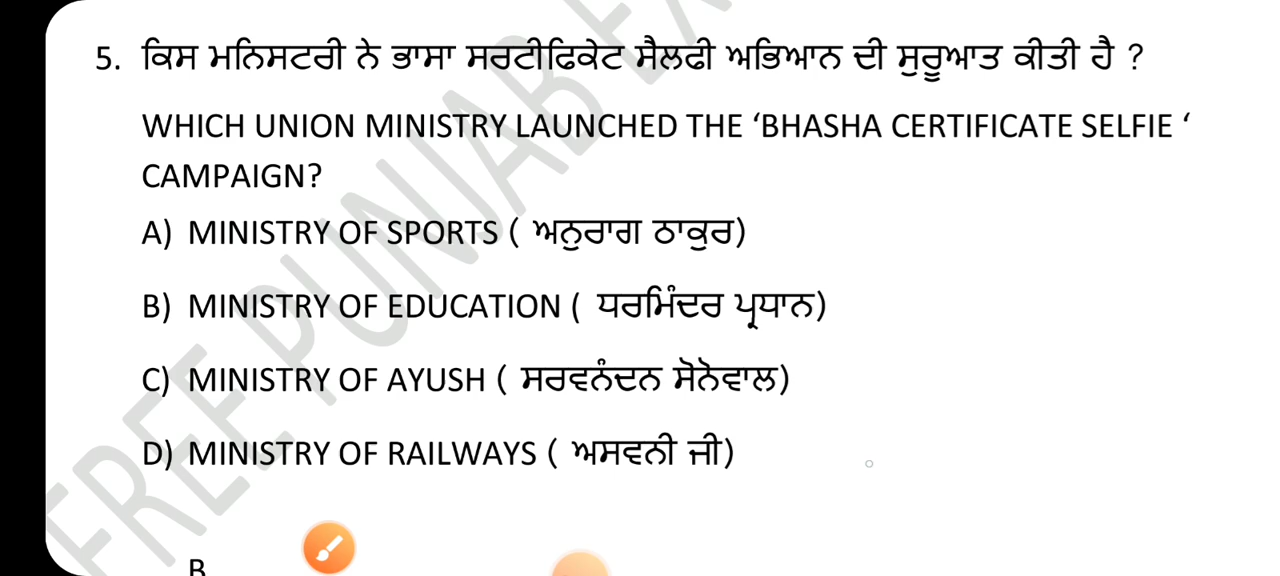 5. ਕਿਸ ਮਨਿਸਟਰੀ ਨੇ ਭਾਸਾ ਸਰਟੀਫਿਕੇਟ ਸੈਲਫੀ ਅਭਿਆਨ ਦੀ ਸੁਰੂਆਤ ਕੀਤੀ ਹੈ ?
WHICH UNION MINISTRY LAUNCHED THE ‘BHASHA CERTIFICATE SELFIE ‘
CAMPAIGN?
A) MINISTRY OF SPORTS ( ਅਨੁਰਾਗ ਠਾਕੁਰ)
B) MINISTRY OF EDUCATION ( ਧਰਮਿੰਦਰ ਪ੍ਰਧਾਨ)
C) MINISTRY OF AYUSH ( ਸਰਵਨੰਦਨ ਸੋਨੋਵਾਲ)
D) MINISTRY OF RAILWAYS ( ਅਸਵਨੀ ਜੀ)
B
FREE PUNJAB